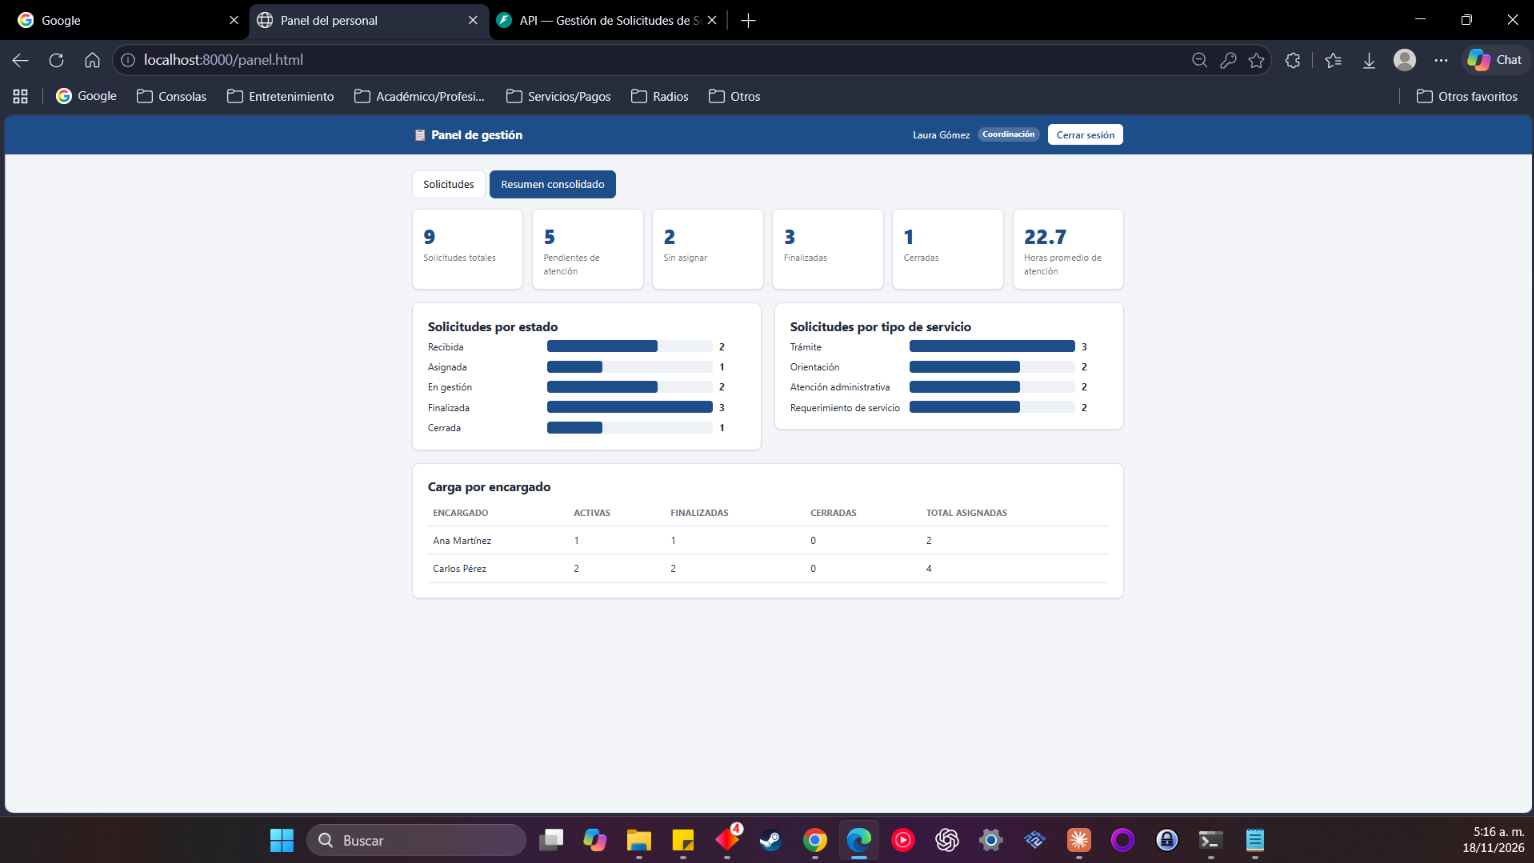 Google
Panel del personal
API — Gestión de Solicitudes de S
localhost:8000/panel.html
Chat
Google
Consolas
Entretenimiento
Académico/Profesi...
Servicios/Pagos
Radios
Otros
Otros favoritos
Panel de gestión
Laura Gómez
Coordinación
Cerrar sesión
Solicitudes
Resumen consolidado
9
Solicitudes totales
5
Pendientes de
atención
2
Sin asignar
3
Finalizadas
1
Cerradas
22.7
Horas promedio de
atención
Solicitudes por estado
Recibida 2
Asignada 1
En gestión 2
Finalizada 3
Cerrada 1
Solicitudes por tipo de servicio
Trámite 3
Orientación 2
Atención administrativa 2
Requerimiento de servicio 2
Carga por encargado
ENCARGADO ACTIVAS FINALIZADAS CERRADAS TOTAL ASIGNADAS
Ana Martínez 1 1 0 2
Carlos Pérez 2 2 0 4
Buscar
4
5:16 a. m.
18/11/2026